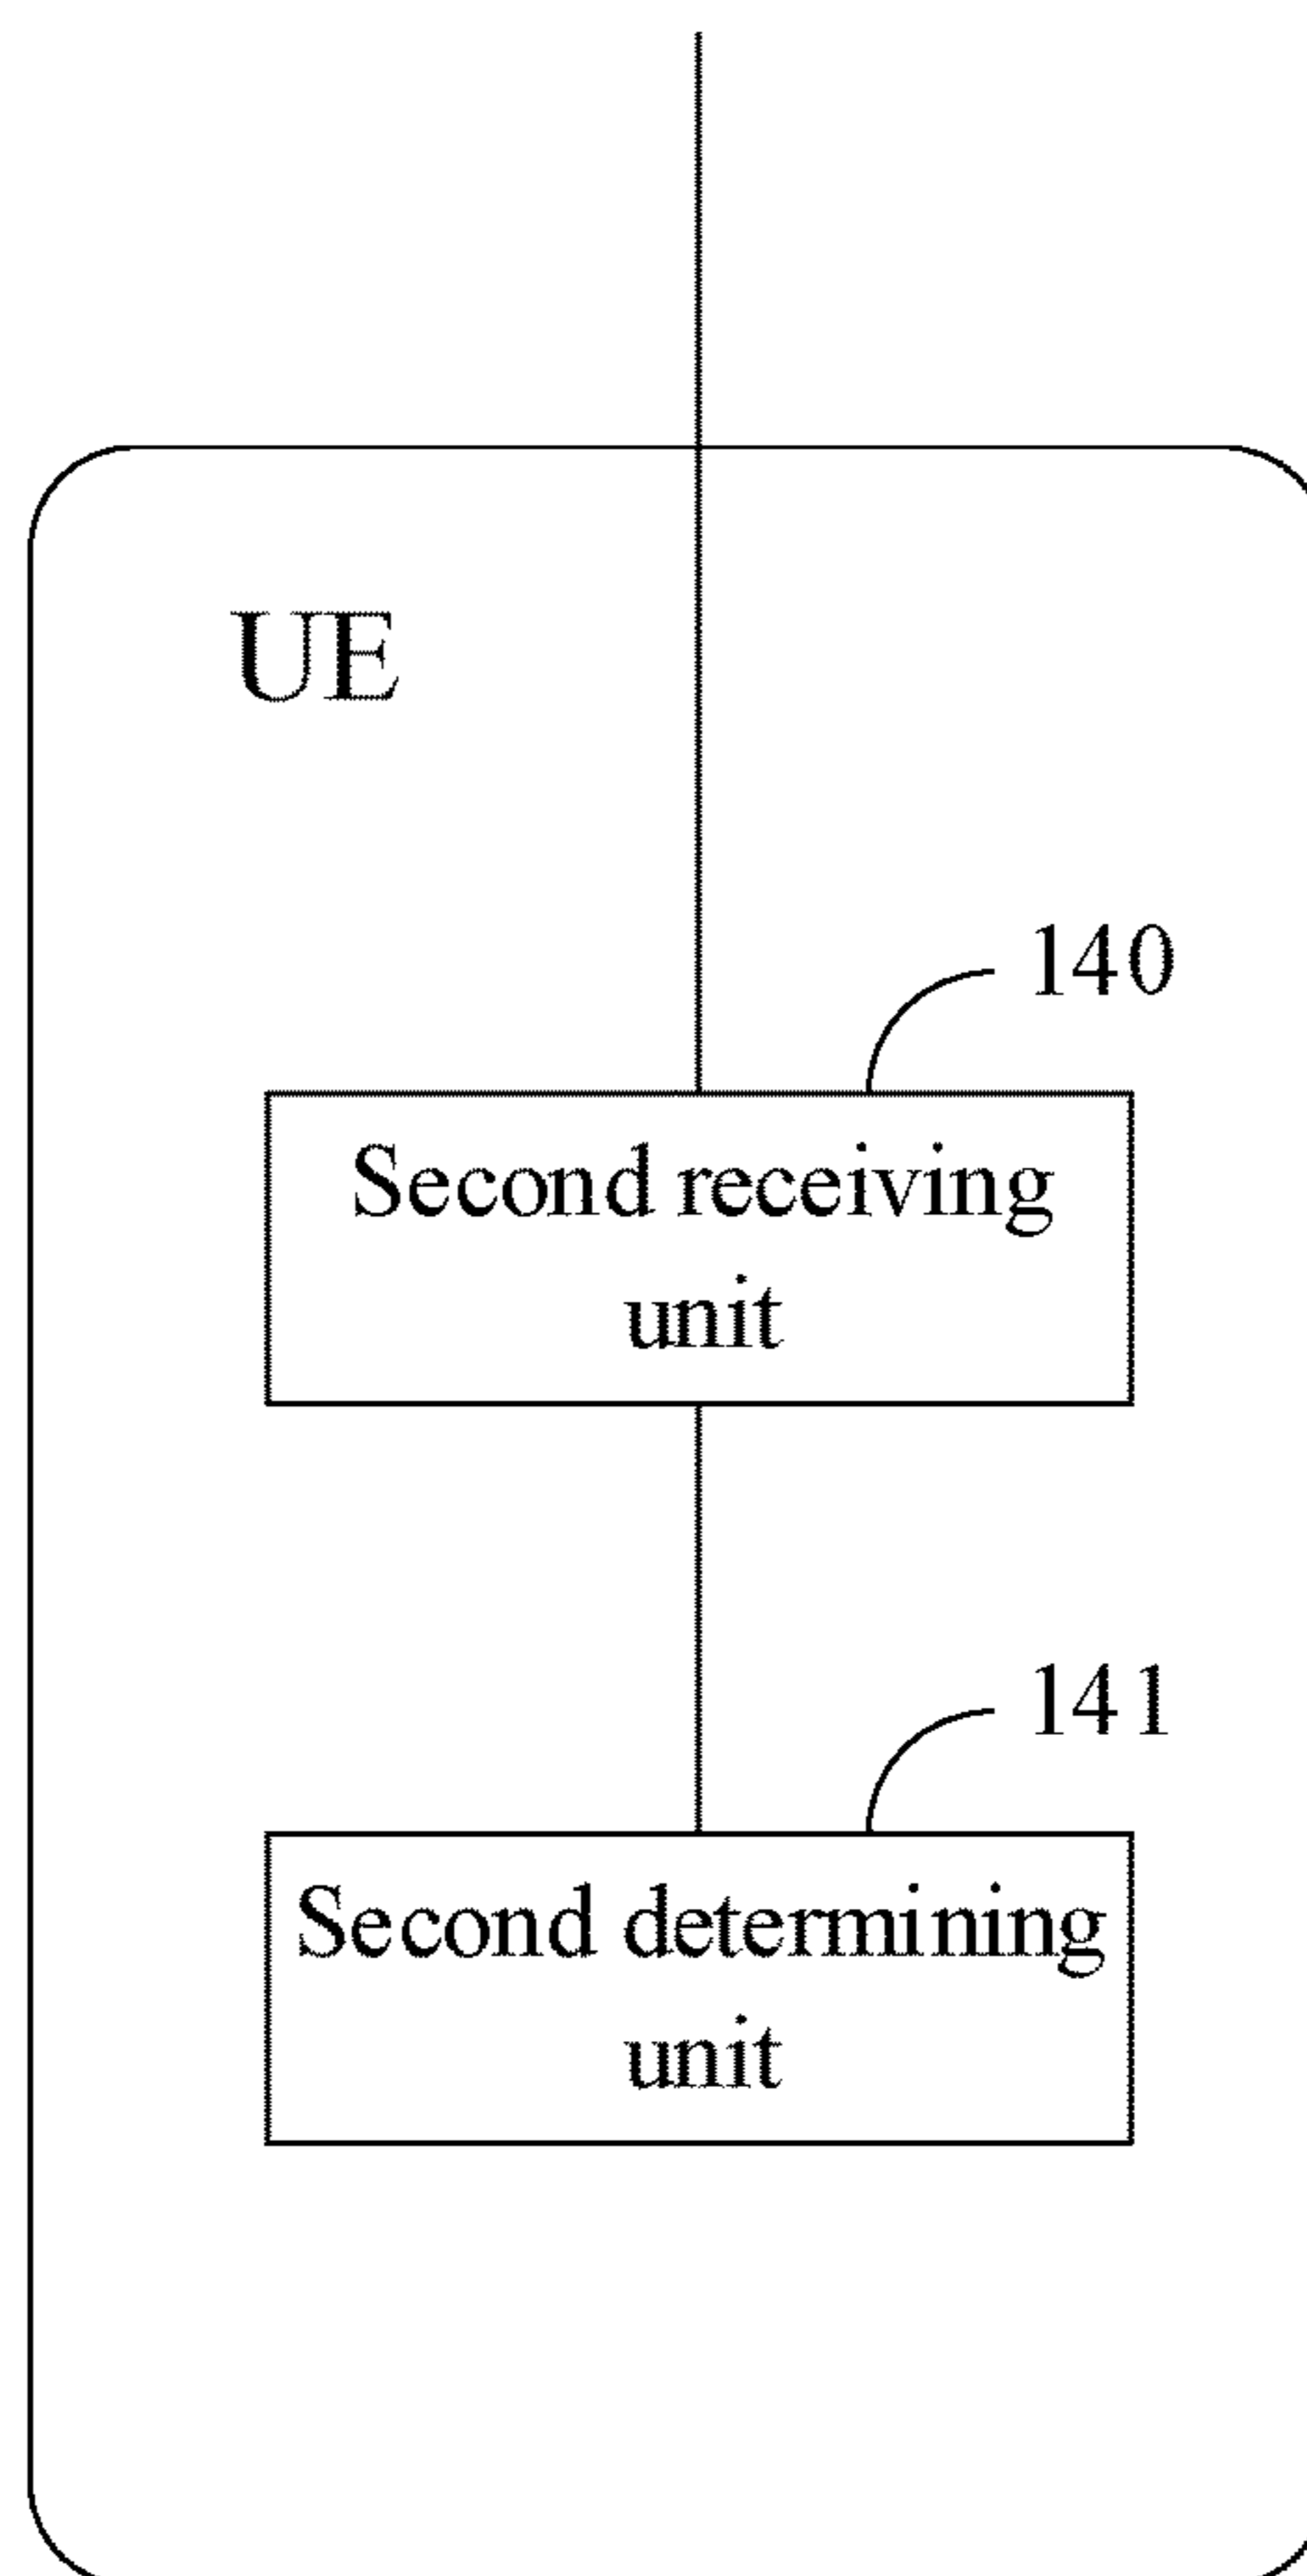 UE
140
Second receiving
unit
141
Second determining
unit